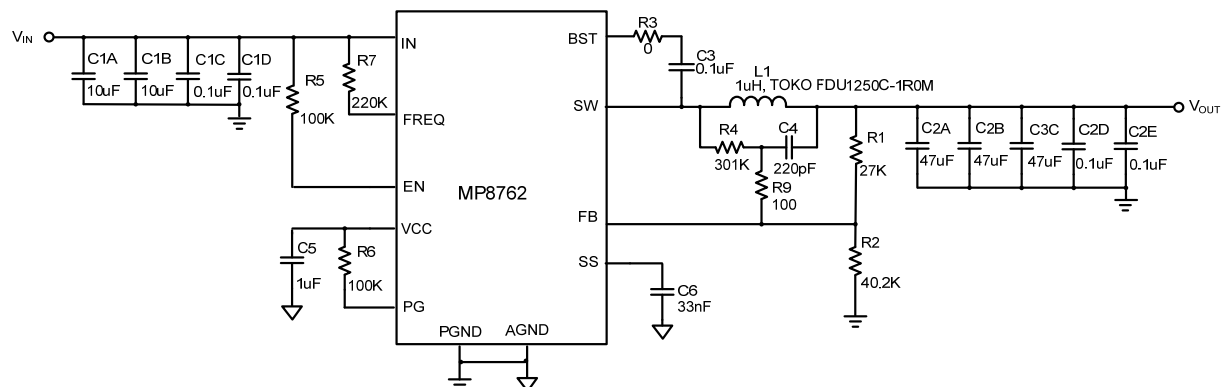 R3
0
BST
VIN
C1A
C1B
C1C
C1D
10uF
10uF
0.1uF
0.1uF
R5
100K
R7
220K
IN
FREQ
EN
C3
0.1uF
L1
1uH, TOKO FDU1250C-1R0M
SW
VOUT
R4
301K
C4
220pF
R9
100
R1
27K
C2A
C2B
C3C
C2D
C2E
47uF
47uF
47uF
0.1uF
0.1uF
MP8762
FB
VCC
C5
1uF
R6
100K
PG
SS
C6
33nF
R2
40.2K
PGND
AGND